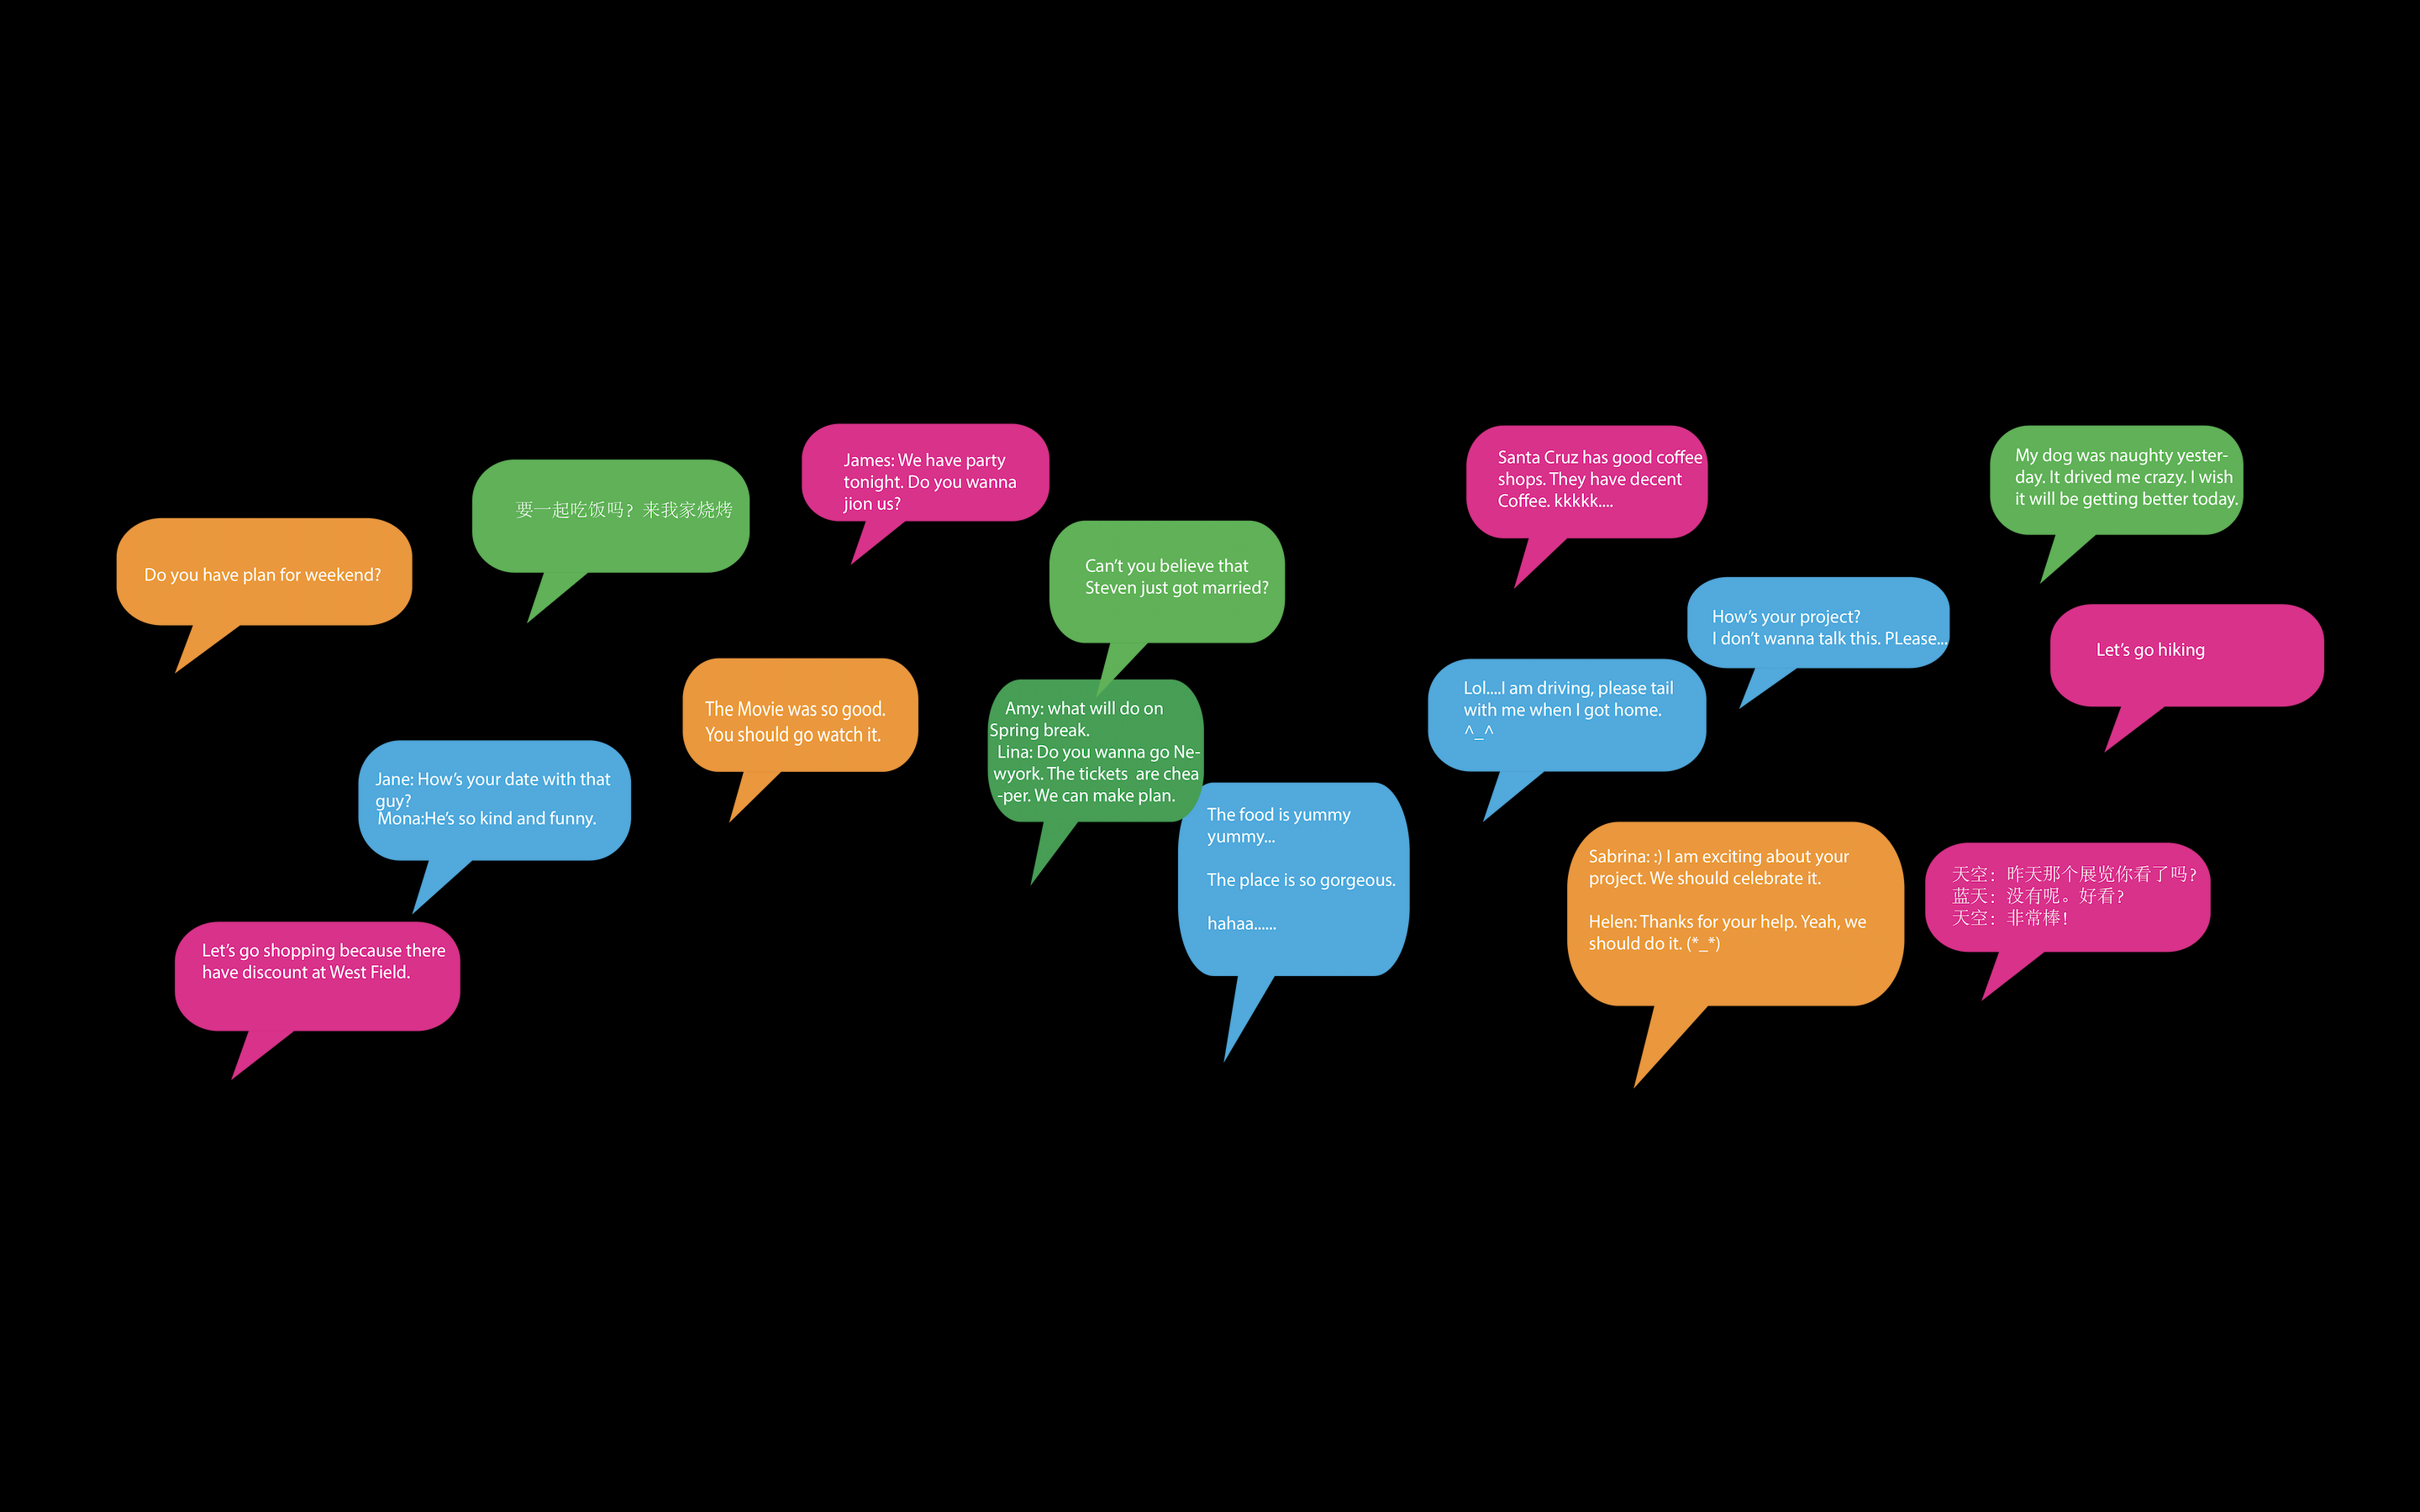 Do you have plan for weekend?
要一起吃饭吗？来我家烧烤
James: We have party
tonight. Do you wanna
jion us?
Can’t you believe that
Steven just got married?
Santa Cruz has good coffee
shops. They have decent
Coffee. kkkkk....
My dog was naughty yester-
day. It drived me crazy. I wish
it will be getting better today.
How’s your project?
I don’t wanna talk this. PLease...
Let’s go hiking
The Movie was so good.
You should go watch it.
Amy: what will do on
Spring break.
Lina: Do you wanna go Ne-
wyork. The tickets  are chea
-per. We can make plan.
Lol....I am driving, please tail
with me when I got home.
^_^
Jane: How’s your date with that
guy?
Mona:He’s so kind and funny.
The food is yummy
yummy...
The place is so gorgeous.
hahaa......
Sabrina: :) I am exciting about your
project. We should celebrate it.
Helen: Thanks for your help. Yeah, we
should do it. (*_*)
天空：昨天那个展览你看了吗？
蓝天：没有呢。好看？
天空：非常棒！
Let’s go shopping because there
have discount at West Field.